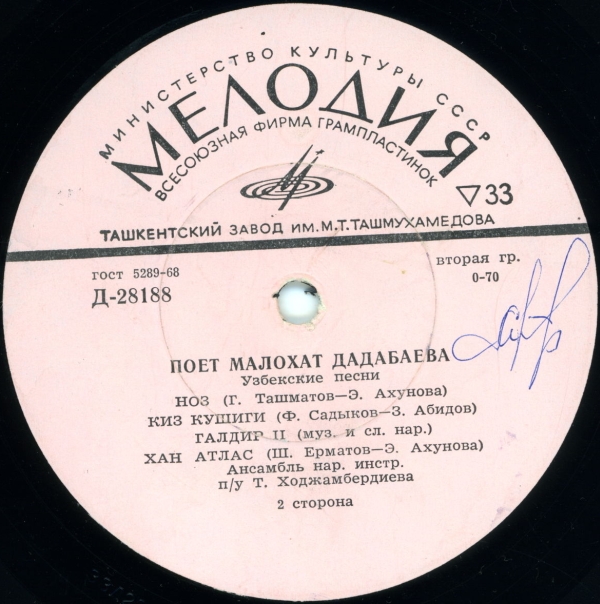 МИНИСТЕРСТВО КУЛЬТУРЫ СССР
МЕЛОДИЯ
ВСЕСОЮЗНАЯ ФИРМА ГРАМПЛАСТИНОК
▽33
ТАШКЕНТСКИЙ ЗАВОД ИМ. М.Т. ТАШМУХАМЕДОВА
гост 5289-68
вторая гр.
Д-28188
0-70
ПОЕТ МАЛОХАТ ДАДАБАЕВА
Узбекские песни
НОЗ (Г. Ташматов—Э. Ахунова)
КИЗ КУШИГИ (Ф. Садыков—З. Абидов)
ГАЛДИР II (муз. и сл. нар.)
ХАН АТЛАС (Ш. Ерматов—Э. Ахунова)
Ансамбль нар. инстр.
п/у Т. Ходжамбердиева
2 сторона